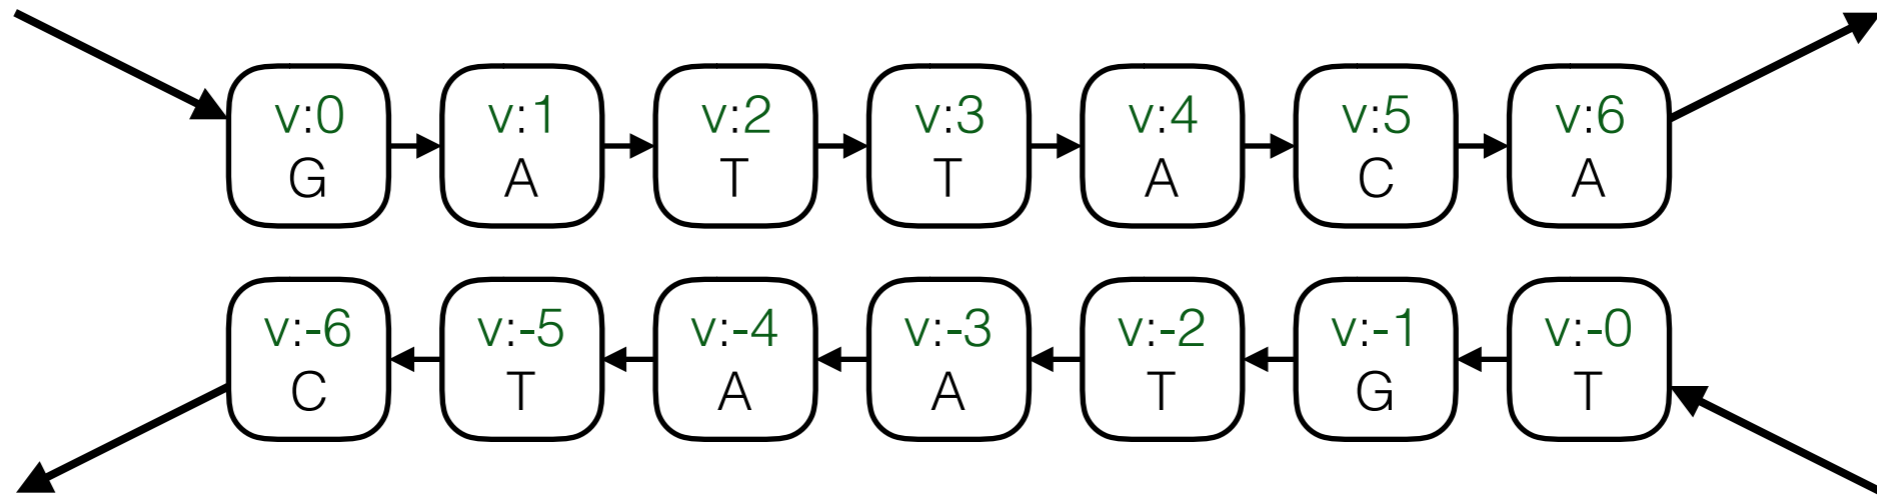 v:0 v:1 v:2 v:3 v:4 v:5 v:6
G A T T A C A
v:-6 v:-5 v:-4 v:-3 v:-2 v:-1 v:-0
C T A A T G T